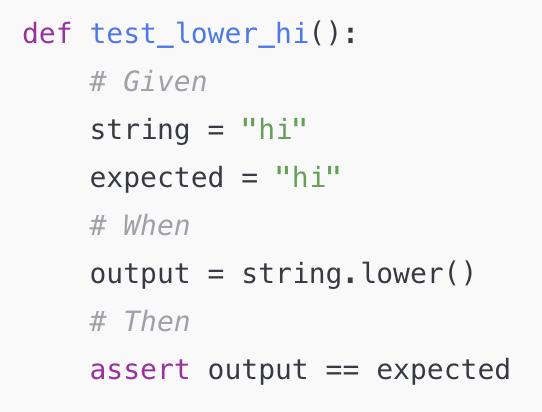 def test_lower_hi():
    # Given
    string = "hi"
    expected = "hi"
    # When
    output = string.lower()
    # Then
    assert output == expected